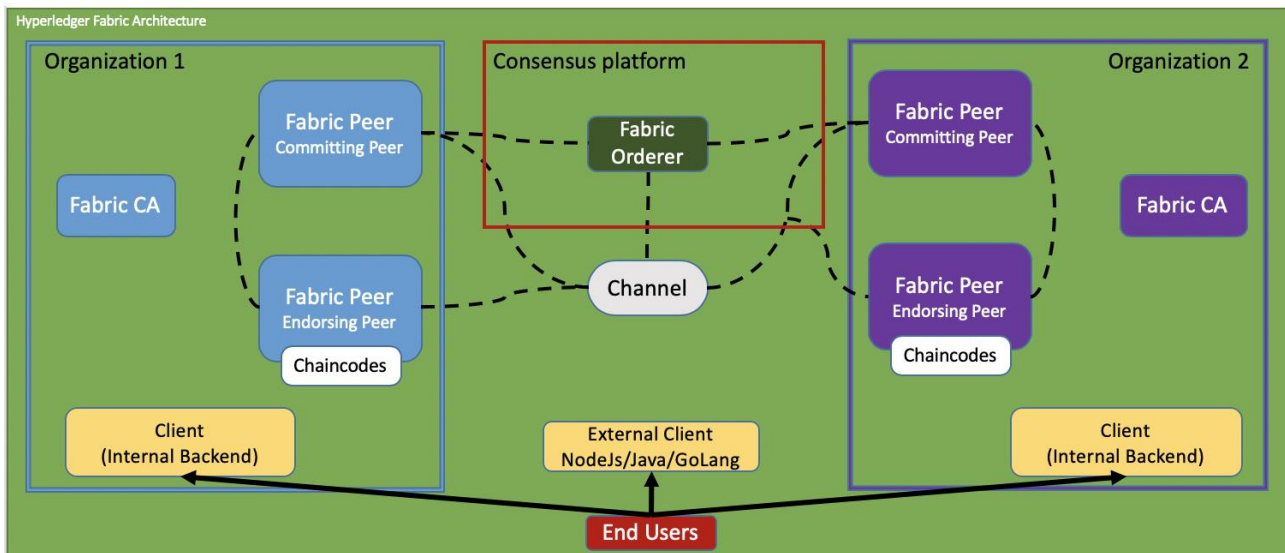 Hyperledger Fabric Architecture
Organization 1
Consensus platform
Organization 2
Fabric Peer
Committing Peer
Fabric
Orderer
Fabric Peer
Committing Peer
Fabric CA
Fabric CA
Fabric Peer
Endorsing Peer
Chaincodes
Channel
Fabric Peer
Endorsing Peer
Chaincodes
Client
(Internal Backend)
External Client
NodeJs/Java/GoLang
Client
(Internal Backend)
End Users